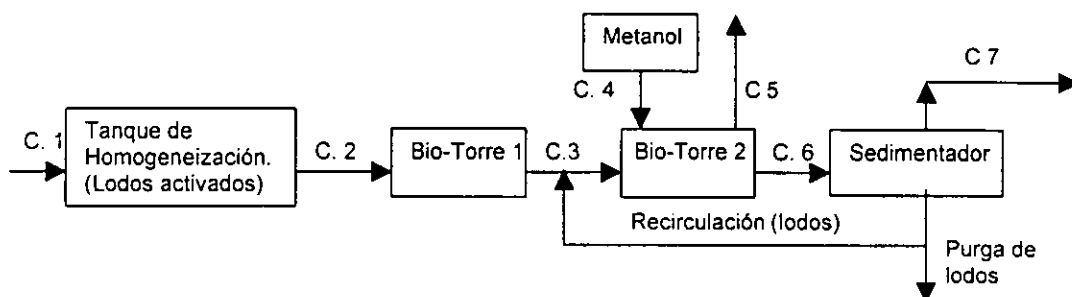 Metanol
C. 4
C 5
C 7
C. 1
Tanque de
Homogeneización.
(Lodos activados)
C. 2
Bio-Torre 1
C.3
Bio-Torre 2
C. 6
Sedimentador
Recirculación (lodos)
Purga de
lodos